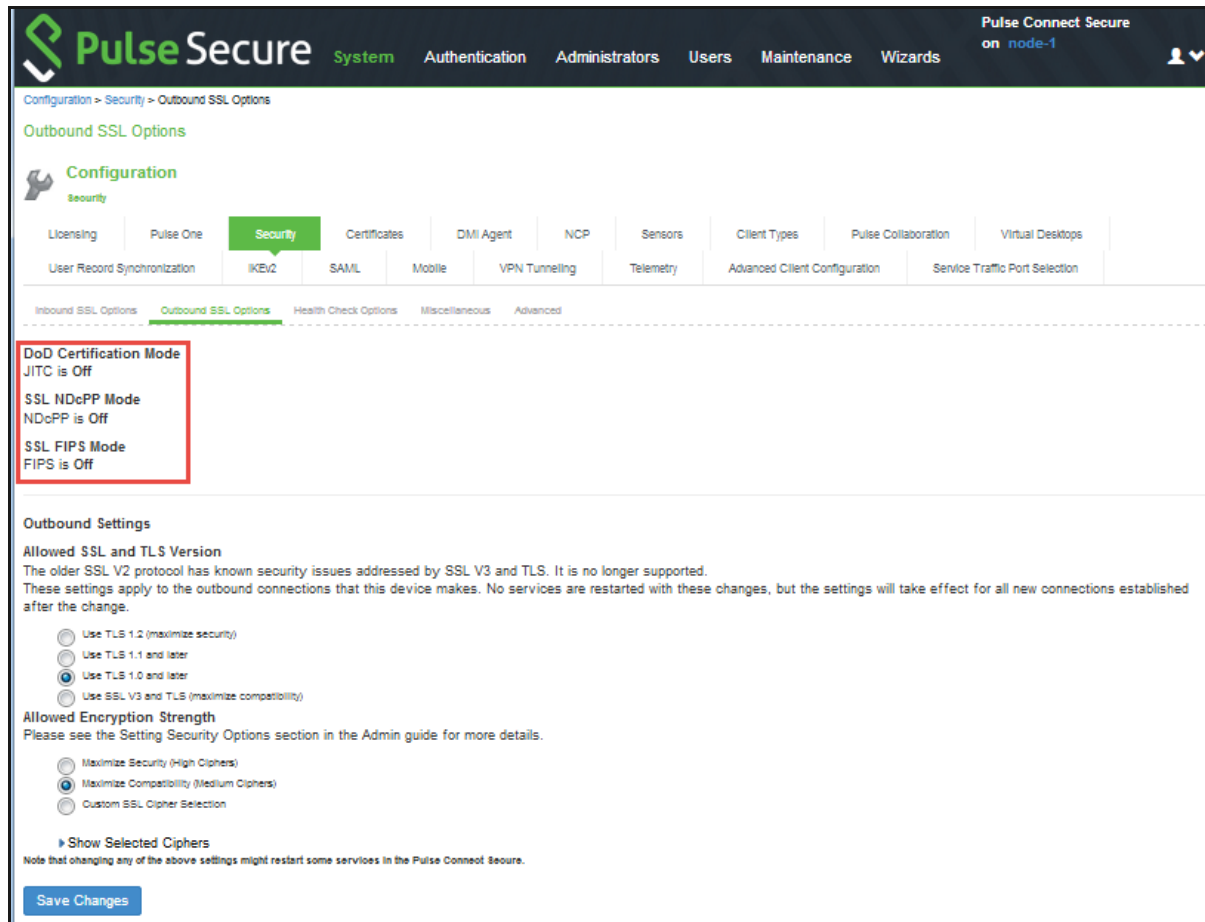 Pulse Secure
System Authentication Administrators Users Maintenance Wizards
Pulse Connect Secure
on node-1
Configuration > Security > Outbound SSL Options
Outbound SSL Options
Configuration
Security
Licensing Pulse One Security Certificates DMI Agent NCP Sensors Client Types Pulse Collaboration Virtual Desktops
User Record Synchronization IKEv2 SAML Mobile VPN Tunneling Telemetry Advanced Client Configuration Service Traffic Port Selection
Inbound SSL Options Outbound SSL Options Health Check Options Miscellaneous Advanced
DoD Certification Mode
JITC is Off
SSL NDcPP Mode
NDcPP is Off
SSL FIPS Mode
FIPS is Off
Outbound Settings
Allowed SSL and TLS Version
The older SSL V2 protocol has known security issues addressed by SSL V3 and TLS. It is no longer supported.
These settings apply to the outbound connections that this device makes. No services are restarted with these changes, but the settings will take effect for all new connections established
after the change.
Use TLS 1.2 (maximize security)
Use TLS 1.1 and later
Use TLS 1.0 and later
Use SSL V3 and TLS (maximize compatibility)
Allowed Encryption Strength
Please see the Setting Security Options section in the Admin guide for more details.
Maximize Security (High Ciphers)
Maximize Compatibility (Medium Ciphers)
Custom SSL Cipher Selection
Show Selected Ciphers
Note that changing any of the above settings might restart some services in the Pulse Connect Secure.
Save Changes